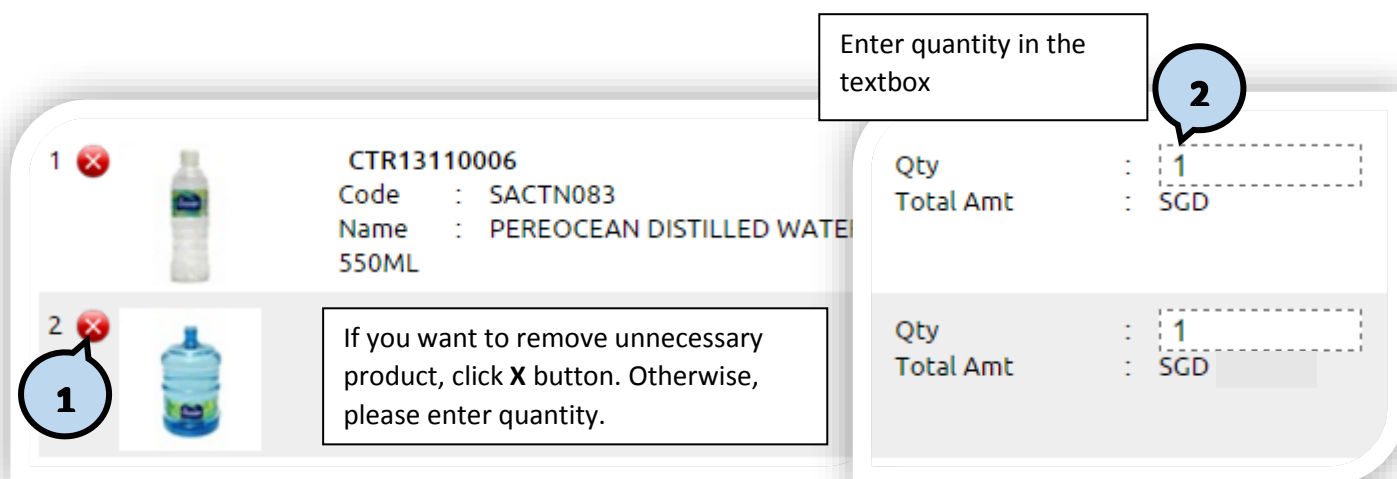 Enter quantity in the
textbox
2
1
CTR13110006
Code : SACTN083
Name : PEREOCEAN DISTILLED WATE
550ML
Qty : 1
Total Amt : SGD
2
1
If you want to remove unnecessary
product, click X button. Otherwise,
please enter quantity.
Qty : 1
Total Amt : SGD